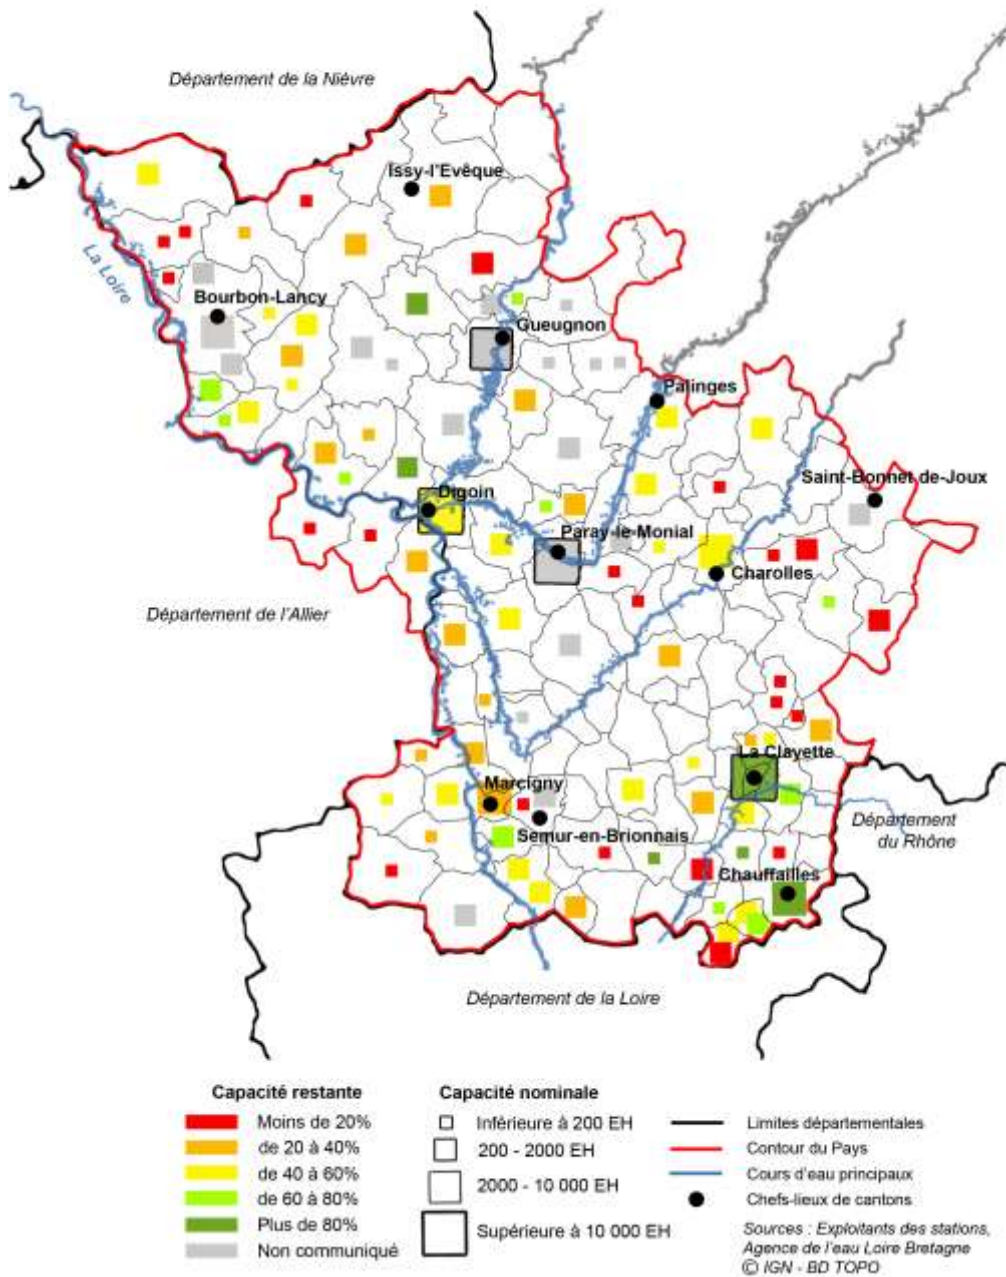 Département de la Nièvre
Issy-l'Evêque
La Loire
Bourbon-Lancy
Gueugnon
Palinges
Saint-Bonnet-de-Joux
Digoin
Paray-le-Monial
Charolles
Département de l'Allier
La Clayette
Marcigny
Semur-en-Brionnais
Département
du Rhône
Chauffailles
Département de la Loire
Capacité restante
Moins de 20%
de 20 à 40%
de 40 à 60%
de 60 à 80%
Plus de 80%
Non communiqué
Capacité nominale
Inférieure à 200 EH
200 - 2000 EH
2000 - 10 000 EH
Supérieure à 10 000 EH
Limites départementales
Contour du Pays
Cours d'eau principaux
Chefs-lieux de cantons
Sources : Exploitants des stations,
Agence de l'eau Loire Bretagne
© IGN - BD TOPO